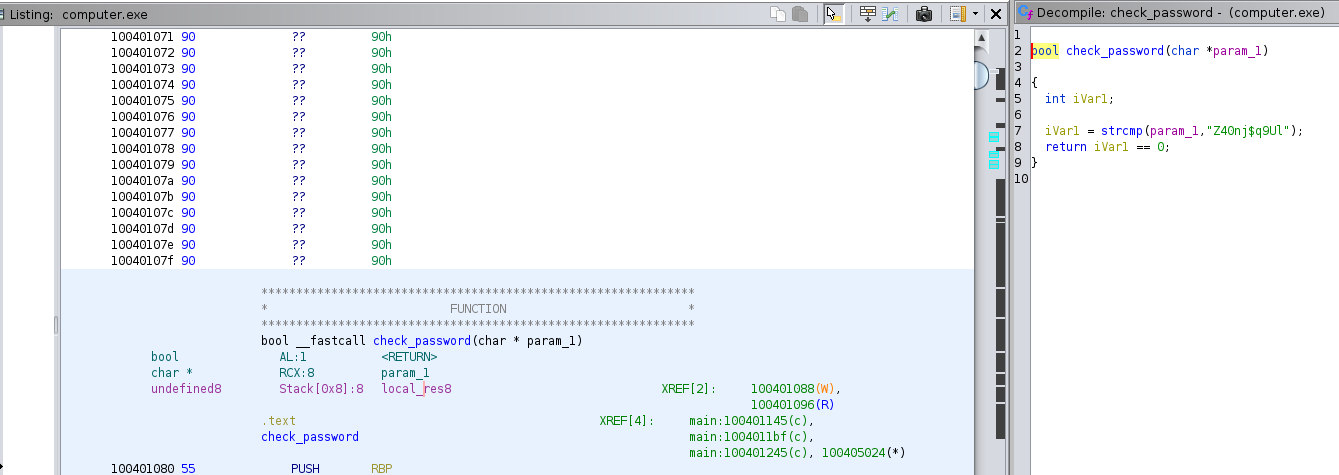 Listing: computer.exe
100401071 90 ?? 90h
100401072 90 ?? 90h
100401073 90 ?? 90h
100401074 90 ?? 90h
100401075 90 ?? 90h
100401076 90 ?? 90h
100401077 90 ?? 90h
100401078 90 ?? 90h
100401079 90 ?? 90h
10040107a 90 ?? 90h
10040107b 90 ?? 90h
10040107c 90 ?? 90h
10040107d 90 ?? 90h
10040107e 90 ?? 90h
10040107f 90 ?? 90h
**************************************************************
* FUNCTION *
**************************************************************
bool __fastcall check_password(char * param_1)
bool AL:1 <RETURN>
char * RCX:8 param_1
undefined8 Stack[0x8]:8 local_res8 XREF[2]: 100401088(W),
100401096(R)
.text XREF[4]: main:100401145(c),
check_password main:1004011bf(c),
main:100401245(c), 100405024(*)
100401080 55 PUSH RBP
Decompile: check_password - (computer.exe)
1
2 bool check_password(char *param_1)
3
4 {
5 int iVar1;
6
7 iVar1 = strcmp(param_1,"Z40nj$q9Ul");
8 return iVar1 == 0;
9 }
10